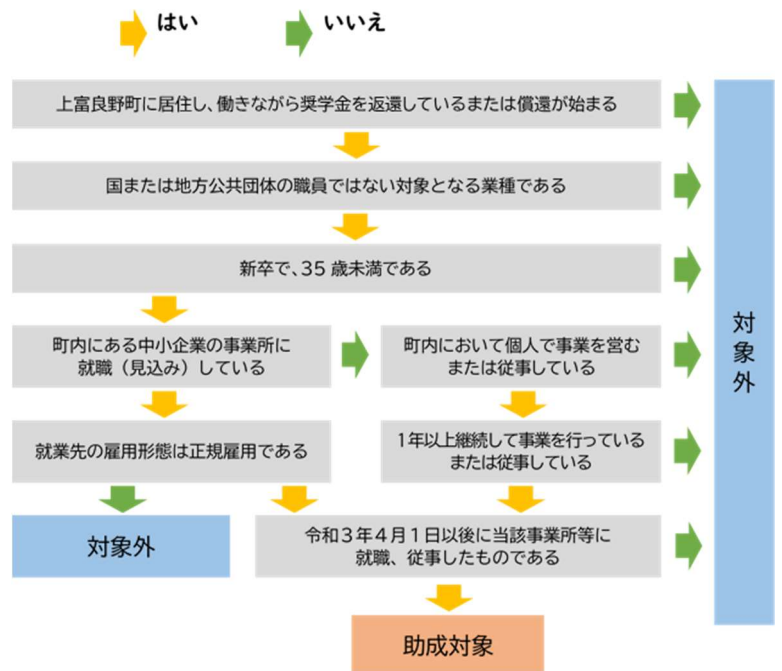 はい
いいえ
上富良野町に居住し、働きながら奨学金を返還しているまたは償還が始まる
国または地方公共団体の職員ではない対象となる業種である
新卒で、35 歳未満である
町内にある中小企業の事業所に
就職（見込み）している
町内において個人で事業を営む
または従事している
就業先の雇用形態は正規雇用である
1年以上継続して事業を行っている
または従事している
対象外
令和３年４月１日以後に当該事業所等に
就職、従事したものである
対象外
助成対象